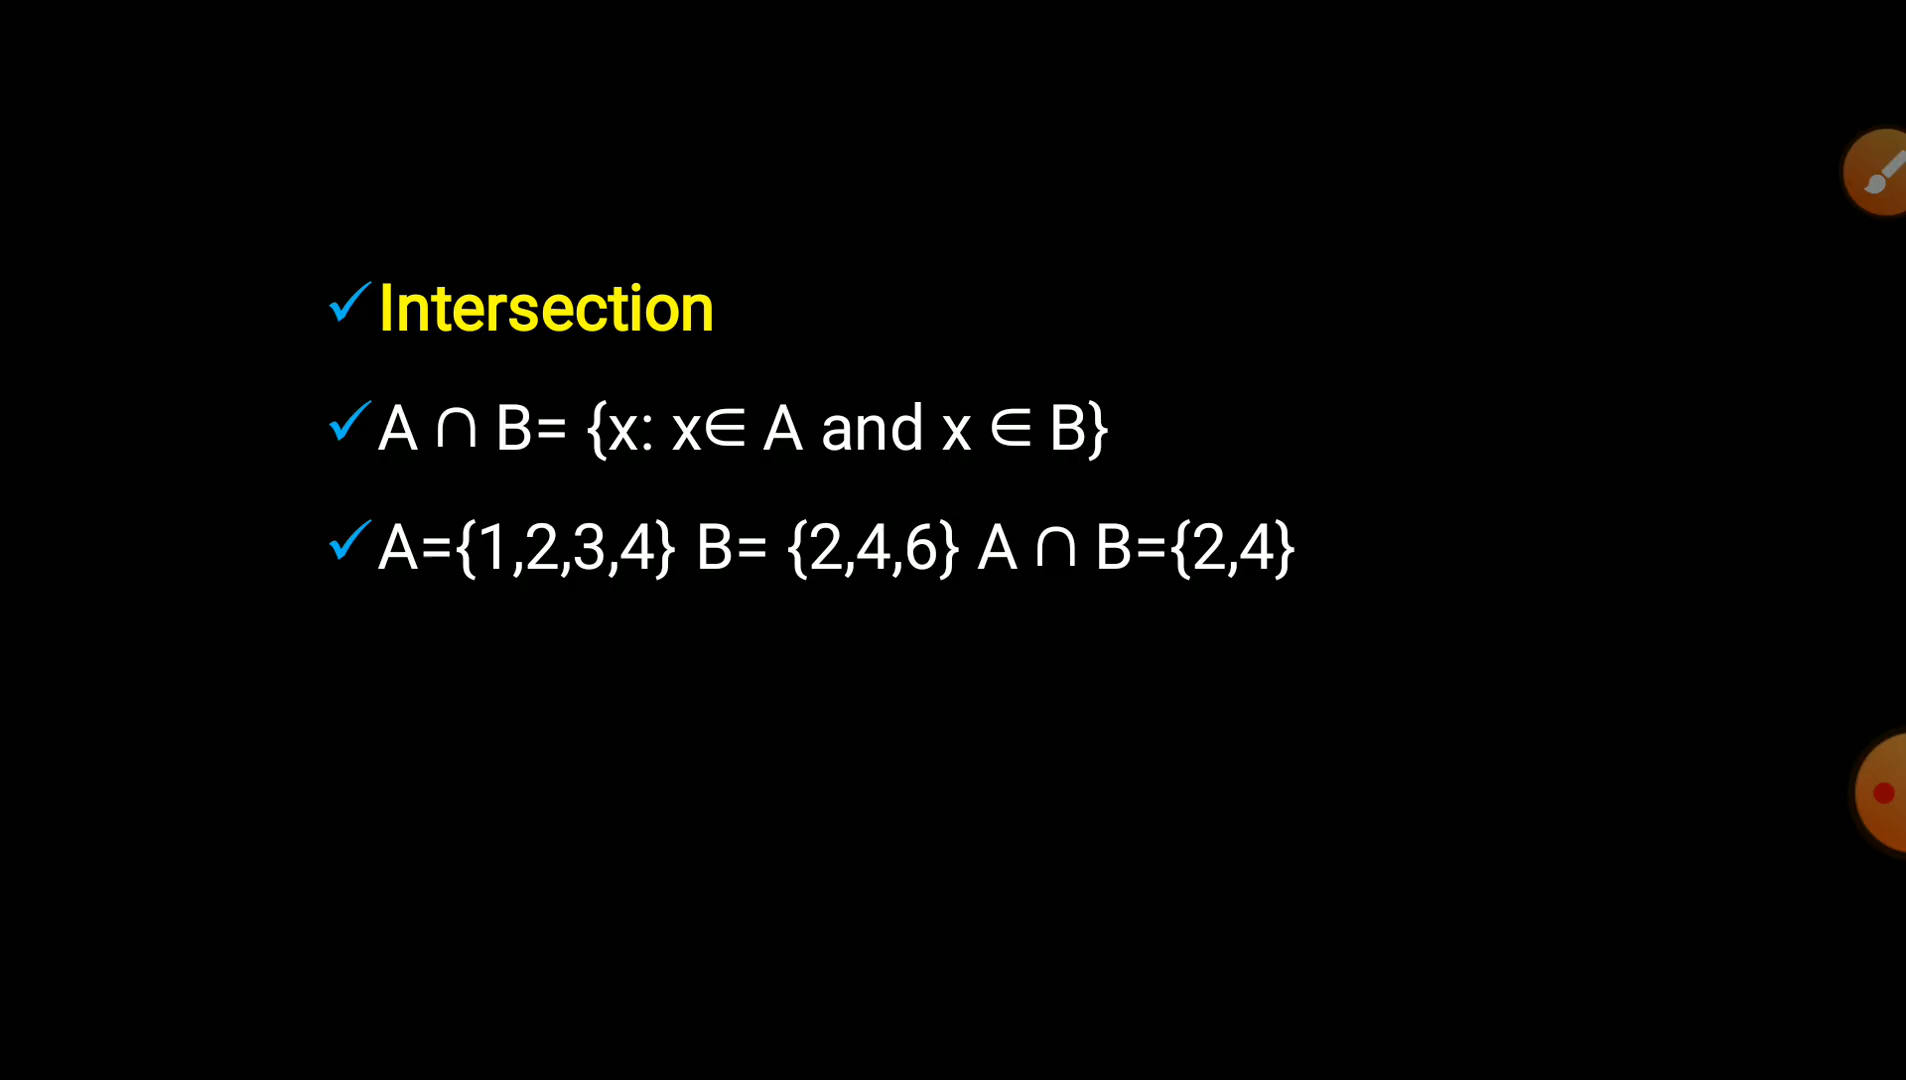 ✓Intersection
✓A ∩ B= {x: x∈ A and x ∈ B}
✓A={1,2,3,4} B= {2,4,6} A ∩ B={2,4}